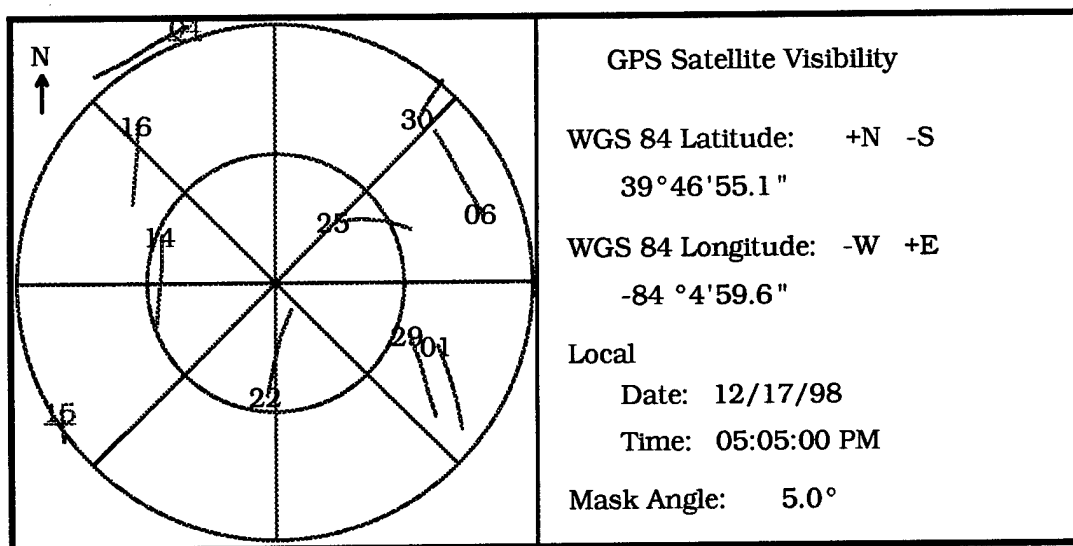 04
N
16
30
06
25
14
29
01
22
15
GPS Satellite Visibility
WGS 84 Latitude: +N -S
39°46'55.1"
WGS 84 Longitude: -W +E
-84 °4'59.6"
Local
Date: 12/17/98
Time: 05:05:00 PM
Mask Angle: 5.0°